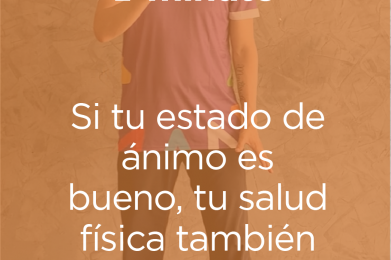 Si tu estado de
ánimo es
bueno, tu salud
física también